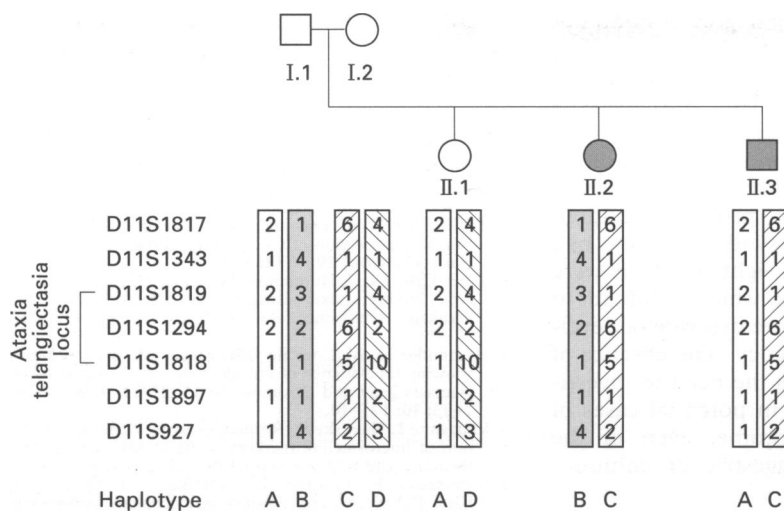 I.1 I.2
II.1 II.2 II.3
D11S1817 2 1 6 4 2 4 1 6 2 6
D11S1343 1 4 1 1 1 1 4 1 1 1
D11S1819 2 3 1 4 2 4 3 1 2 1
D11S1294 2 2 6 2 2 2 2 6 2 6
D11S1818 1 1 5 10 1 10 1 5 1 5
D11S1897 1 1 1 2 2 1 1 1 1
D11S927 1 4 2 3 1 3 4 2 1 2
Ataxia
telangiectasia
locus
Haplotype A B C D A D B C A C